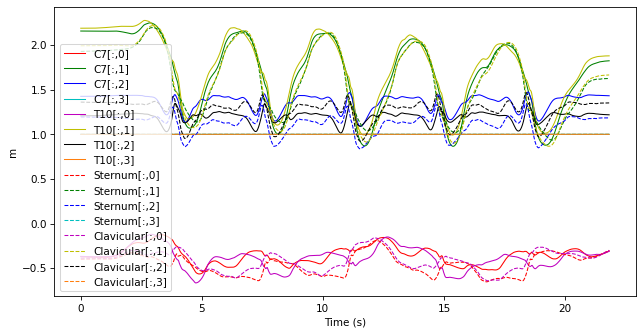 2.0
1.5
1.0
0.5
0.0
−0.5
m
C7[:,0]
C7[:,1]
C7[:,2]
C7[:,3]
T10[:,0]
T10[:,1]
T10[:,2]
T10[:,3]
Sternum[:,0]
Sternum[:,1]
Sternum[:,2]
Sternum[:,3]
Clavicular[:,0]
Clavicular[:,1]
Clavicular[:,2]
Clavicular[:,3]
0 5 10 15 20
Time (s)